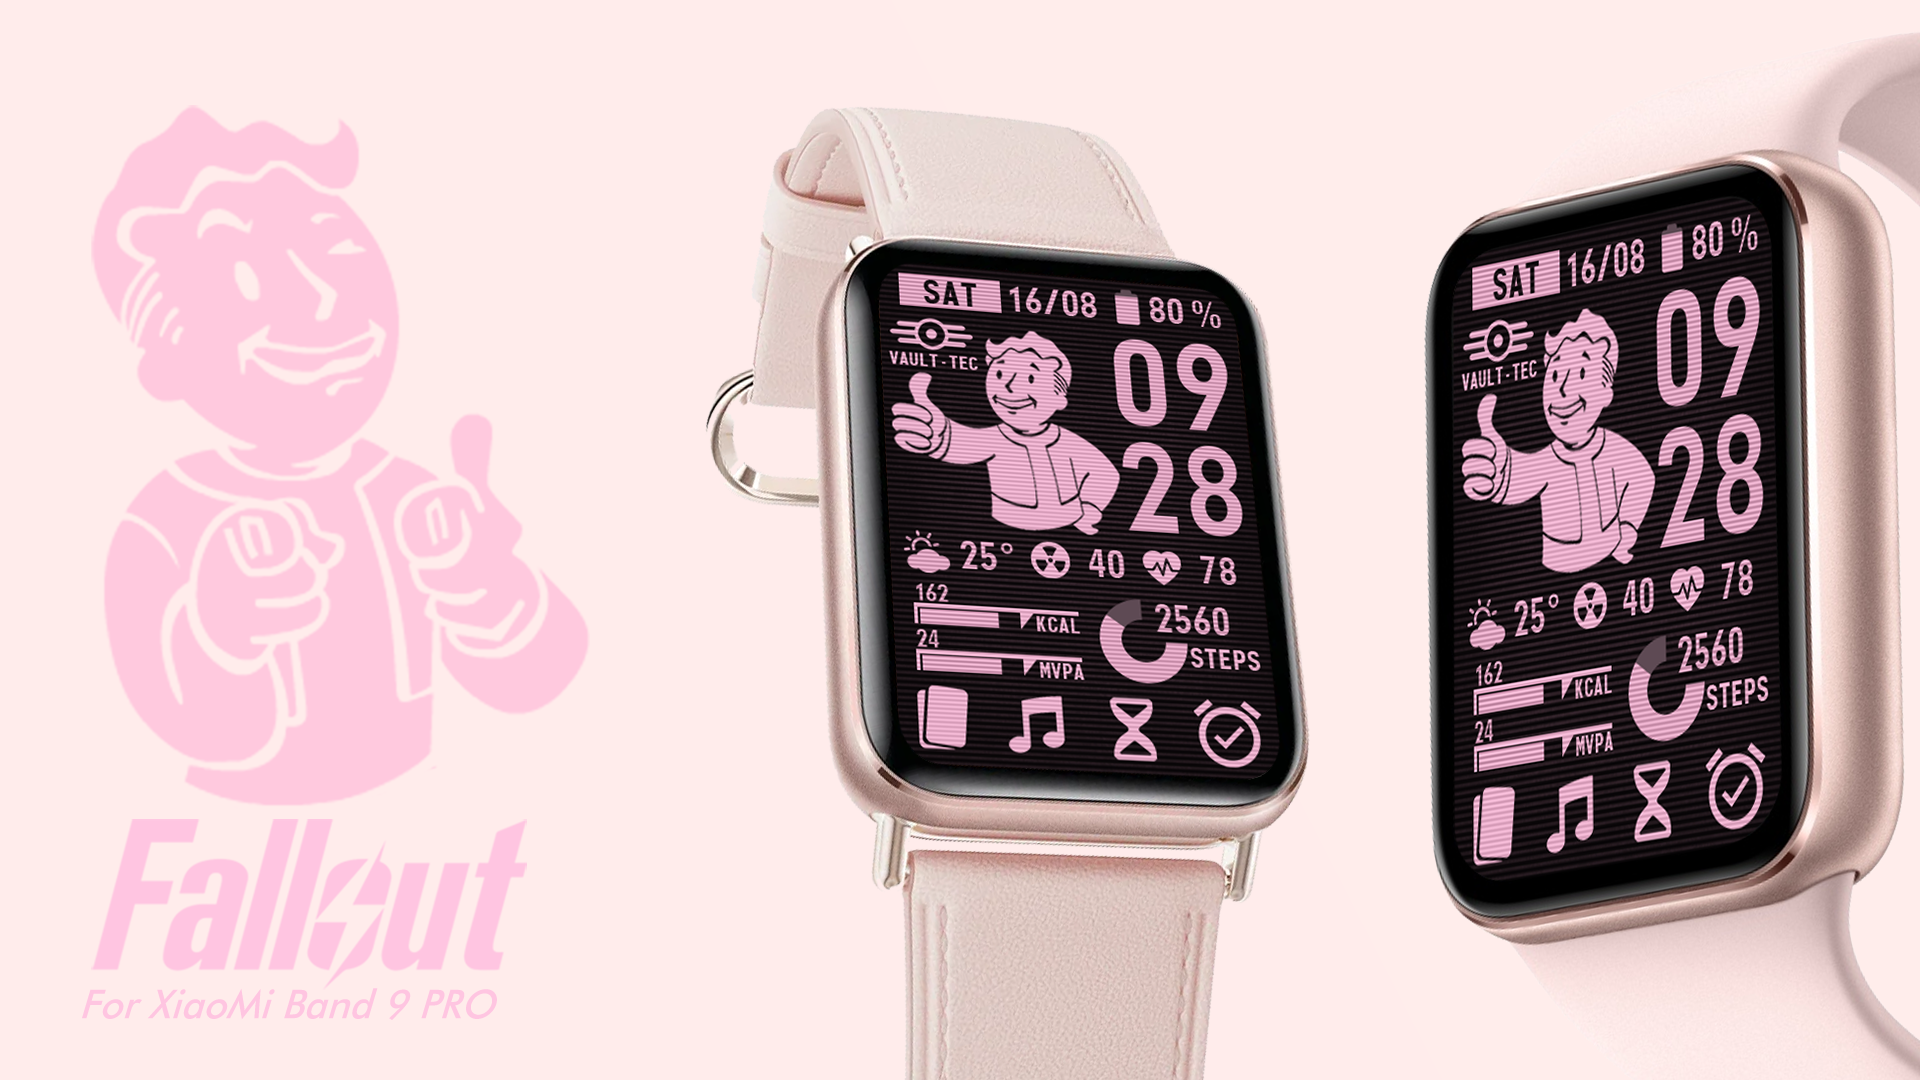 Fallout
For XiaoMi Band 9 PRO
SAT 16/08 80 %
VAULT-TEC
09
28
25° 40 78
162
KCAL
24
MVPA
2560
STEPS
SAT 16/08 80 %
VAULT-TEC
09
28
25° 40 78
162
KCAL
24
MVPA
2560
STEPS